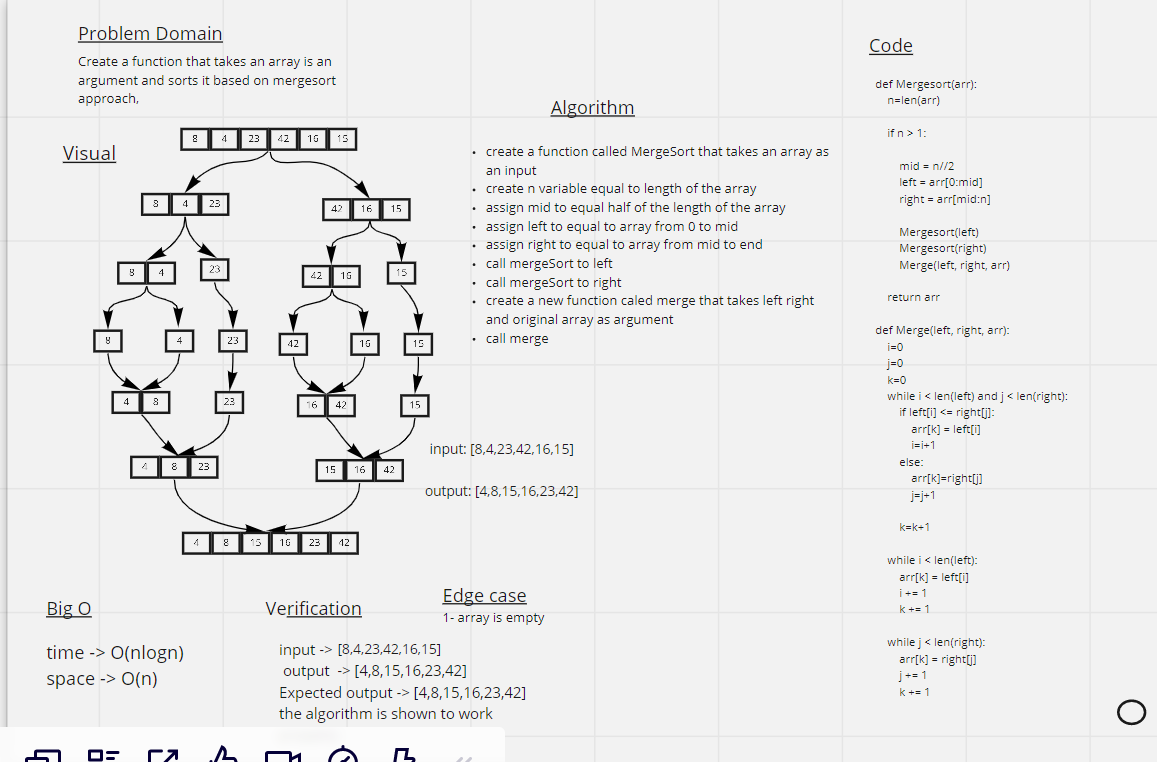 Problem Domain
Create a function that takes an array is an
argument and sorts it based on mergesort
approach,
Visual
8 4 23 42 16 15
8 4 23
42 16 15
8 4
23
42 16
15
8
4
23
42
16
15
4 8
23
16 42
15
4 8 23
15 16 42
4 8 15 16 23 42
input: [8,4,23,42,16,15]
output: [4,8,15,16,23,42]
Algorithm
• create a function called MergeSort that takes an array as
an input
• create n variable equal to length of the array
• assign mid to equal half of the length of the array
• assign left to equal to array from 0 to mid
• assign right to equal to array from mid to end
• call mergeSort to left
• call mergeSort to right
• create a new function caled merge that takes left right
and original array as argument
• call merge
Big O
time -> O(nlogn)
space -> O(n)
Verification
input -> [8,4,23,42,16,15]
output -> [4,8,15,16,23,42]
Expected output -> [4,8,15,16,23,42]
the algorithm is shown to work
Edge case
1- array is empty
Code
def Mergesort(arr):
n=len(arr)
if n > 1:
mid = n//2
left = arr[0:mid]
right = arr[mid:n]
Mergesort(left)
Mergesort(right)
Merge(left, right, arr)
return arr
def Merge(left, right, arr):
i=0
j=0
k=0
while i < len(left) and j < len(right):
if left[i] <= right[j]:
arr[k] = left[i]
i=i+1
else:
arr[k]=right[j]
j=j+1
k=k+1
while i < len(left):
arr[k] = left[i]
i += 1
k += 1
while j < len(right):
arr[k] = right[j]
j += 1
k += 1